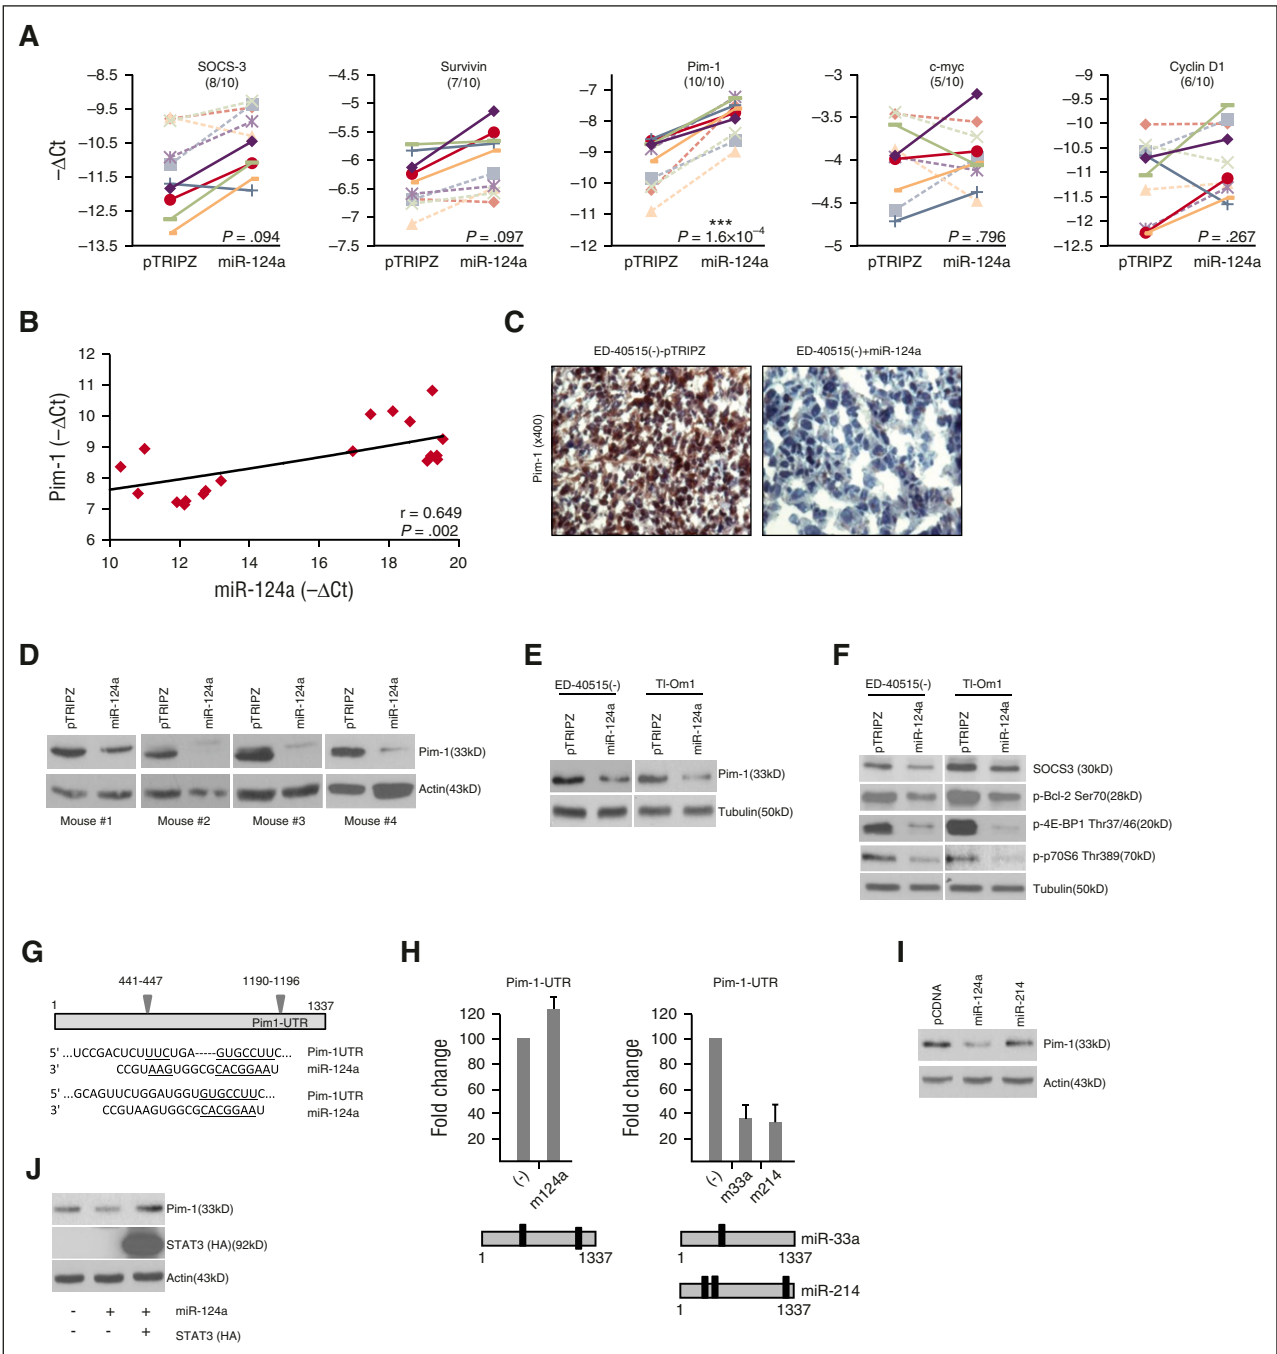 A
SOCS-3
(8/10)
Survivin
(7/10)
Pim-1
(10/10)
c-myc
(5/10)
Cyclin D1
(6/10)
−ΔCt
−8.5
−9.5
−10.5
−11.5
−12.5
−13.5
P = .094
pTRIPZ miR-124a
−4.5
−5
−5.5
−6
−6.5
−7
−7.5
P = .097
pTRIPZ miR-124a
−7
−8
−9
−10
−11
−12
***
P = 1.6×10−4
pTRIPZ miR-124a
−3
−3.5
−4
−4.5
−5
P = .796
pTRIPZ miR-124a
−9
−9.5
−10
−10.5
−11
−11.5
−12
−12.5
P = .267
pTRIPZ miR-124a
B
Pim-1 (−ΔCt)
12
11
10
9
8
7
6
r = 0.649
P = .002
10 12 14 16 18 20
miR-124a (−ΔCt)
C
ED-40515(-)-pTRIPZ
ED-40515(-)+miR-124a
Pim-1 (x400)
D
pTRIPZ miR-124a pTRIPZ miR-124a pTRIPZ miR-124a pTRIPZ miR-124a
Pim-1(33kD)
Actin(43kD)
Mouse #1 Mouse #2 Mouse #3 Mouse #4
E
ED-40515(-) Tl-Om1
pTRIPZ miR-124a pTRIPZ miR-124a
Pim-1(33kD)
Tubulin(50kD)
F
ED-40515(-) Tl-Om1
pTRIPZ miR-124a pTRIPZ miR-124a
SOCS3 (30kD)
p-Bcl-2 Ser70(28kD)
p-4E-BP1 Thr37/46(20kD)
p-p70S6 Thr389(70kD)
Tubulin(50kD)
G
441-447 1190-1196
1 1337
Pim1-UTR
5' ...UCCGACUCUUUCUGA-----GUGCCUUC... Pim-1UTR
3' CCGUAAGUGGCGCACGGAAU miR-124a
5' ...GCAGUUCUGGAUGGUGUGCCUUC... Pim-1UTR
3' CCGUAAGUGGCGCACGGAAU miR-124a
H
Pim-1-UTR
Fold change
120
100
80
60
40
20
(-) m124a
1 1337
Pim-1-UTR
Fold change
120
100
80
60
40
20
(-) m33a m214
miR-33a
1 1337
miR-214
1 1337
I
pCDNA miR-124a miR-214
Pim-1(33kD)
Actin(43kD)
J
Pim-1(33kD)
STAT3 (HA)(92kD)
Actin(43kD)
- + + miR-124a
- - + STAT3 (HA)